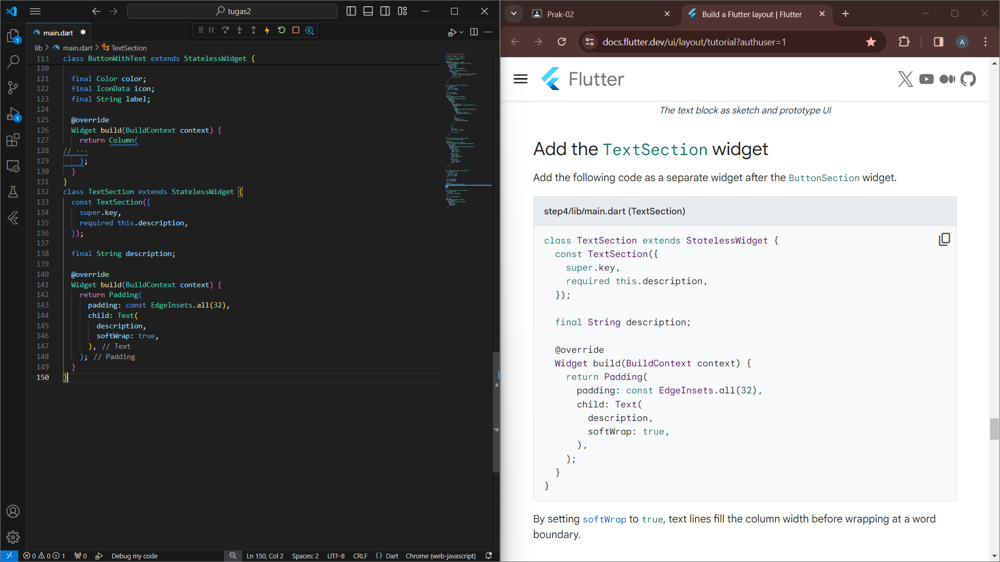 tugas2
main.dart
lib > main.dart > TextSection
113 class ButtonWithText extends StatelessWidget {
120
121 final Color color;
122 final IconData icon;
123 final String label;
124
125 @override
126 Widget build(BuildContext context) {
127 return Column(
128 // ···
129 );
130 }
131 }
132 class TextSection extends StatelessWidget {
133 const TextSection({
134 super.key,
135 required this.description,
136 });
137
138 final String description;
139
140 @override
141 Widget build(BuildContext context) {
142 return Padding(
143 padding: const EdgeInsets.all(32),
144 child: Text(
145 description,
146 softWrap: true,
147 ), // Text
148 ); // Padding
149 }
150 }
1
1
0 0 1 0 Debug my code Ln 150, Col 2 Spaces: 2 UTF-8 CRLF {} Dart Chrome (web-javascript)
Prak-02
Build a Flutter layout | Flutter
docs.flutter.dev/ui/layout/tutorial?authuser=1
A
Flutter
The text block as sketch and prototype UI
Add the TextSection widget
Add the following code as a separate widget after the ButtonSection widget.
step4/lib/main.dart (TextSection)
class TextSection extends StatelessWidget {
const TextSection({
super.key,
required this.description,
});
final String description;
@override
Widget build(BuildContext context) {
return Padding(
padding: const EdgeInsets.all(32),
child: Text(
description,
softWrap: true,
),
);
}
}
By setting softWrap to true, text lines fill the column width before wrapping at a word
boundary.